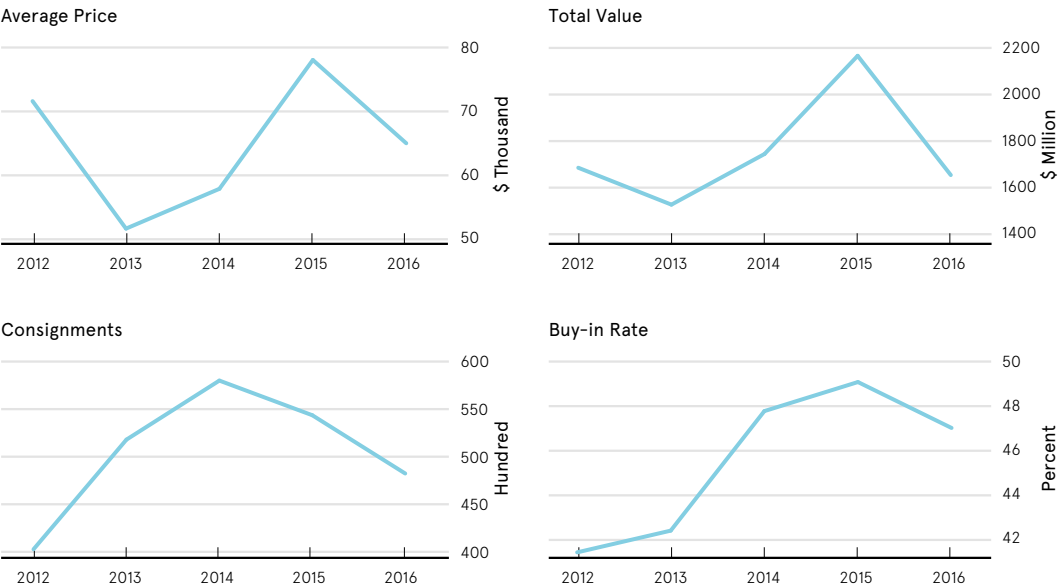 Average Price
80
70
60
50
$ Thousand
2012 2013 2014 2015 2016
Total Value
2200
2000
1800
1600
1400
$ Million
2012 2013 2014 2015 2016
Consignments
600
550
500
450
400
Hundred
2012 2013 2014 2015 2016
Buy-in Rate
50
48
46
44
42
Percent
2012 2013 2014 2015 2016